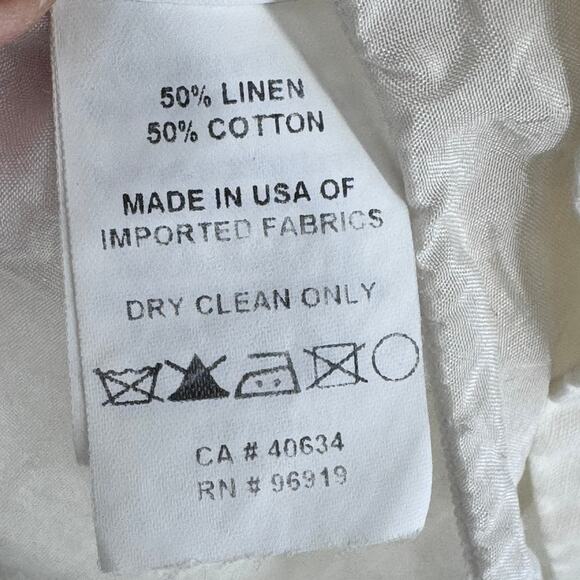 50% LINEN
50% COTTON
MADE IN USA OF
IMPORTED FABRICS
DRY CLEAN ONLY
CA # 40634
RN # 96919